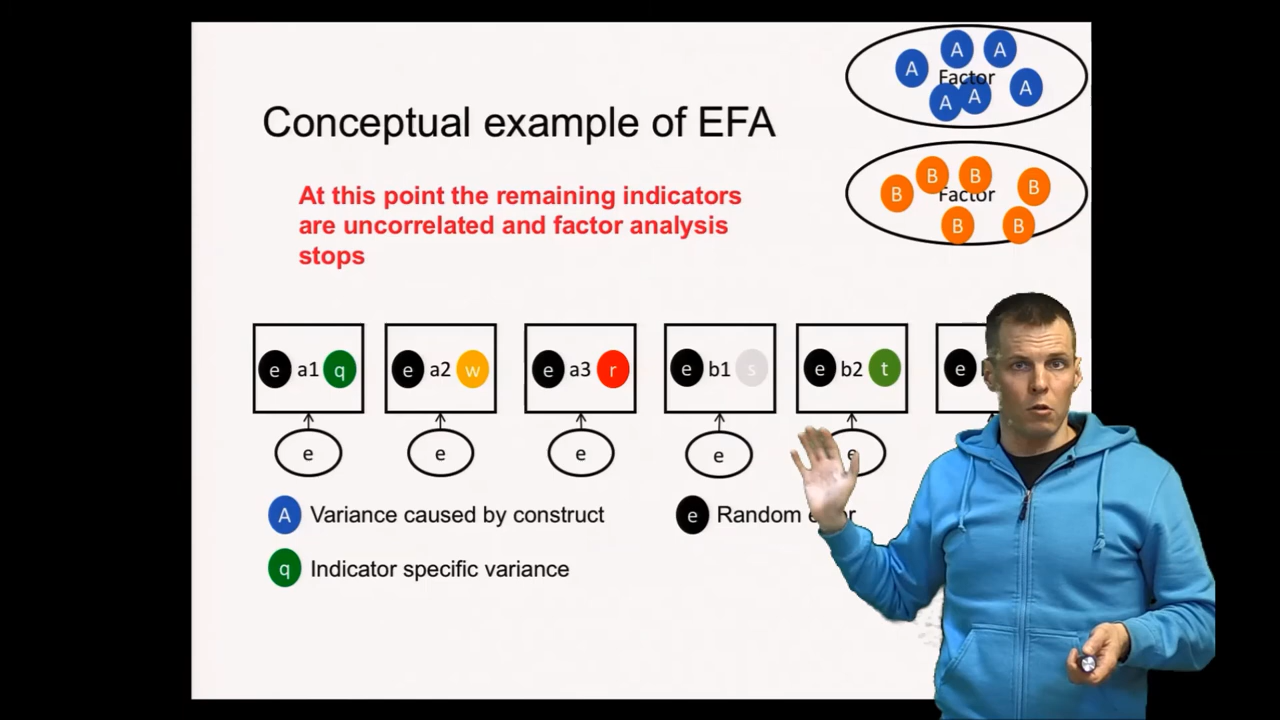 A A A A A A
Factor
Conceptual example of EFA
B B B B B B
Factor
At this point the remaining indicators
are uncorrelated and factor analysis
stops
e a1 q e a2 w e a3 r e b1 s e b2 t e
e e e e e
A Variance caused by construct e Random error
q Indicator specific variance